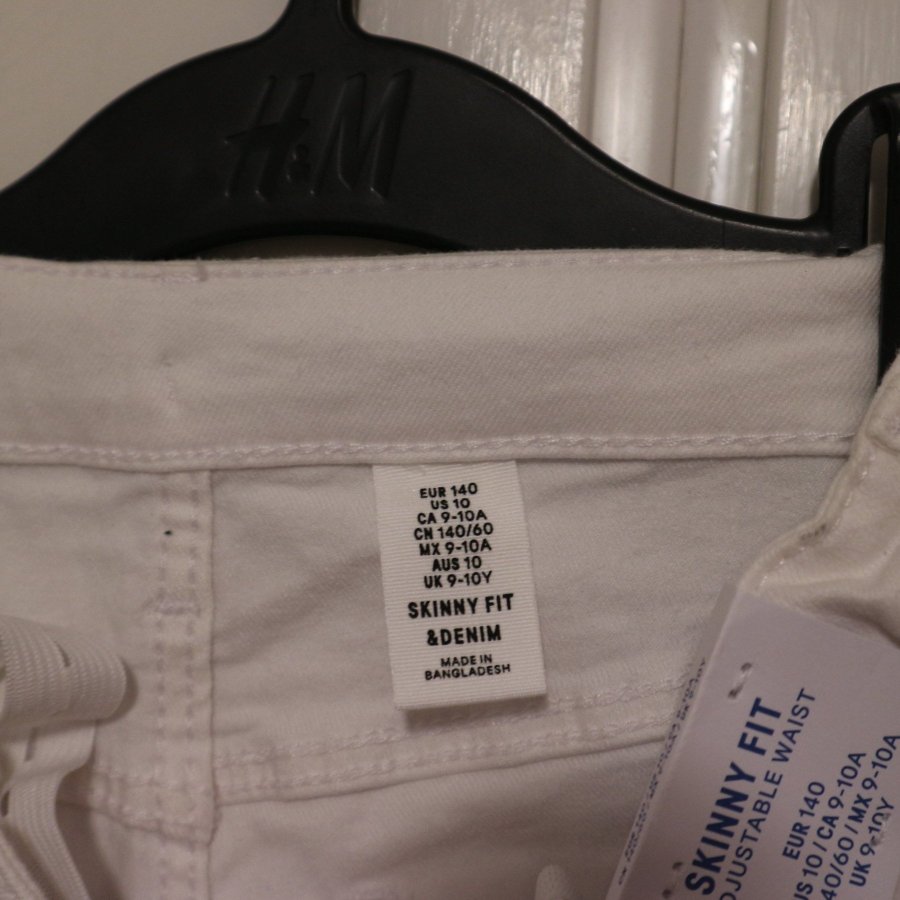 H&M
EUR 140
US 10
CA 9-10A
CN 140/60
MX 9-10A
AUS 10
UK 9-10Y
SKINNY FIT
&DENIM
MADE IN
BANGLADESH
SKINNY FIT
DJUSTABLE WAIST
EUR 140
US 10 / CA 9-10A
40/60 / MX 9-10A
UK 9-10Y